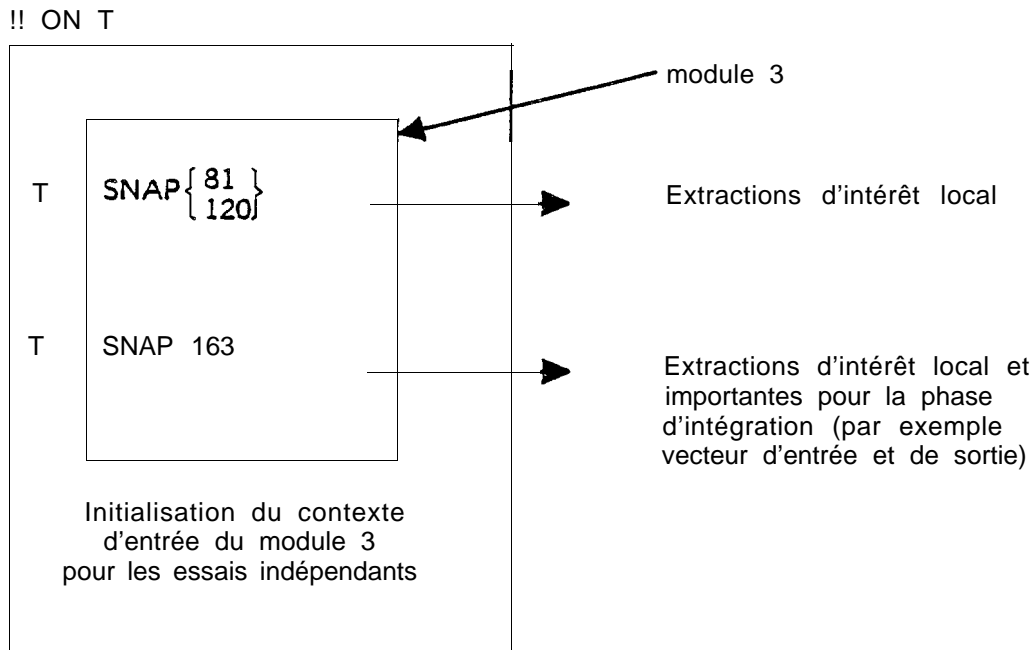 !! ON T
module 3
T SNAP { 81
120 }
Extractions d'intérêt local
T SNAP 163
Extractions d'intérêt local et
importantes pour la phase
d'intégration (par exemple
vecteur d'entrée et de sortie)
Initialisation du contexte
d'entrée du module 3
pour les essais indépendants